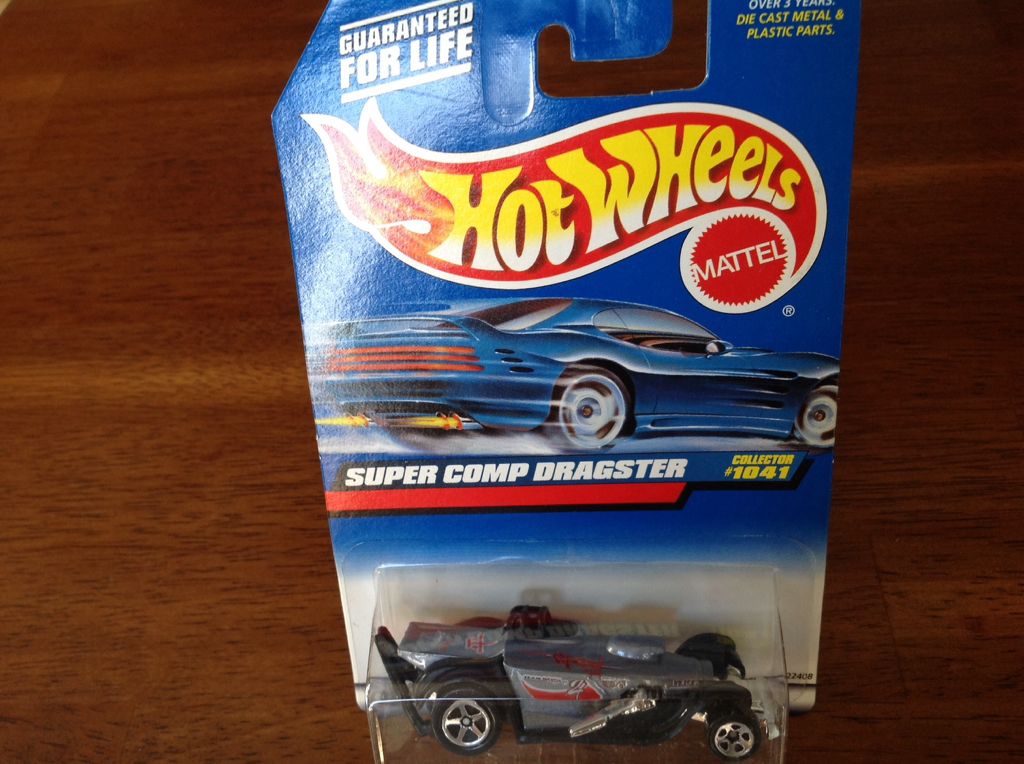 GUARANTEED
FOR LIFE
OVER 3 YEARS.
DIE CAST METAL &
PLASTIC PARTS.
HOT WHEELS
MATTEL
®
SUPER COMP DRAGSTER
COLLECTOR
#1041
22408